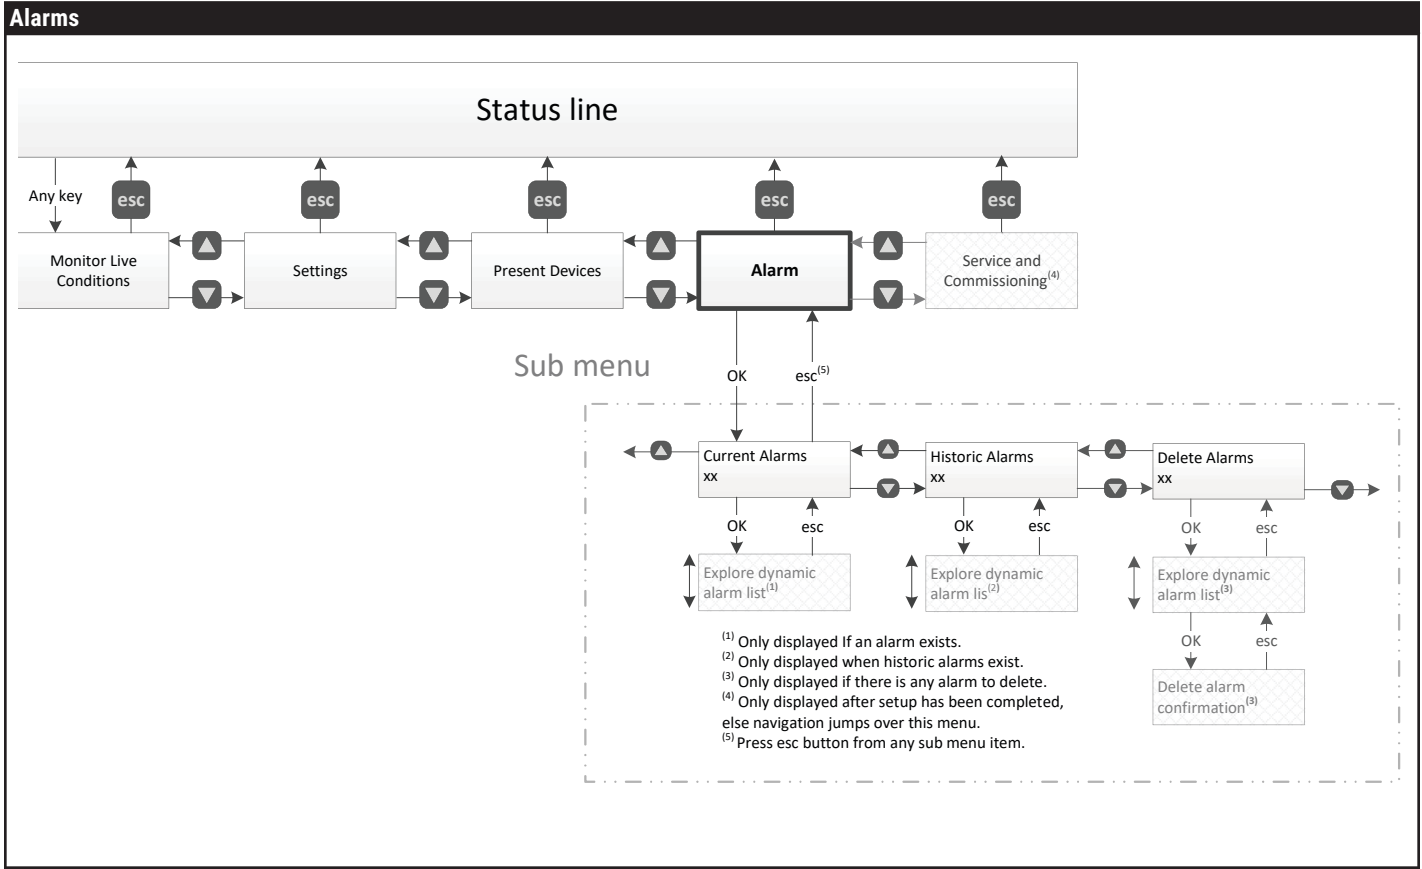 Alarms
Status line
Any key
esc
esc
esc
esc
esc
Monitor Live
Conditions
Settings
Present Devices
Alarm
Service and
Commissioning(4)
Sub menu
OK
esc(5)
Current Alarms
xx
Historic Alarms
xx
Delete Alarms
xx
OK
esc
OK
esc
OK
esc
Explore dynamic
alarm list(1)
Explore dynamic
alarm lis(2)
Explore dynamic
alarm list(3)
OK
esc
Delete alarm
confirmation(3)
(1) Only displayed If an alarm exists.
(2) Only displayed when historic alarms exist.
(3) Only displayed if there is any alarm to delete.
(4) Only displayed after setup has been completed,
else navigation jumps over this menu.
(5) Press esc button from any sub menu item.